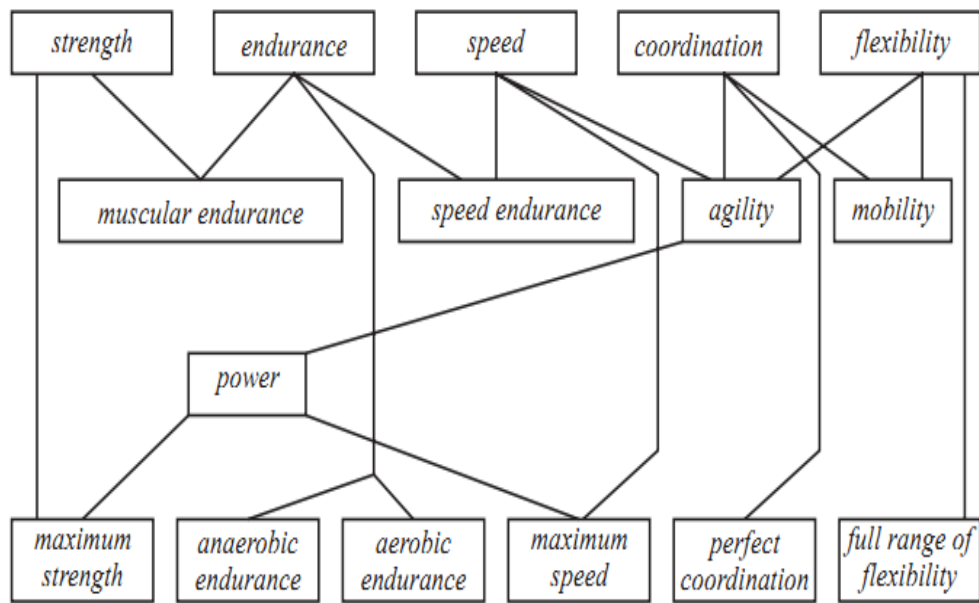 strength
endurance
speed
coordination
flexibility
muscular endurance
speed endurance
agility
mobility
power
maximum
strength
anaerobic
endurance
aerobic
endurance
maximum
speed
perfect
coordination
full range of
flexibility